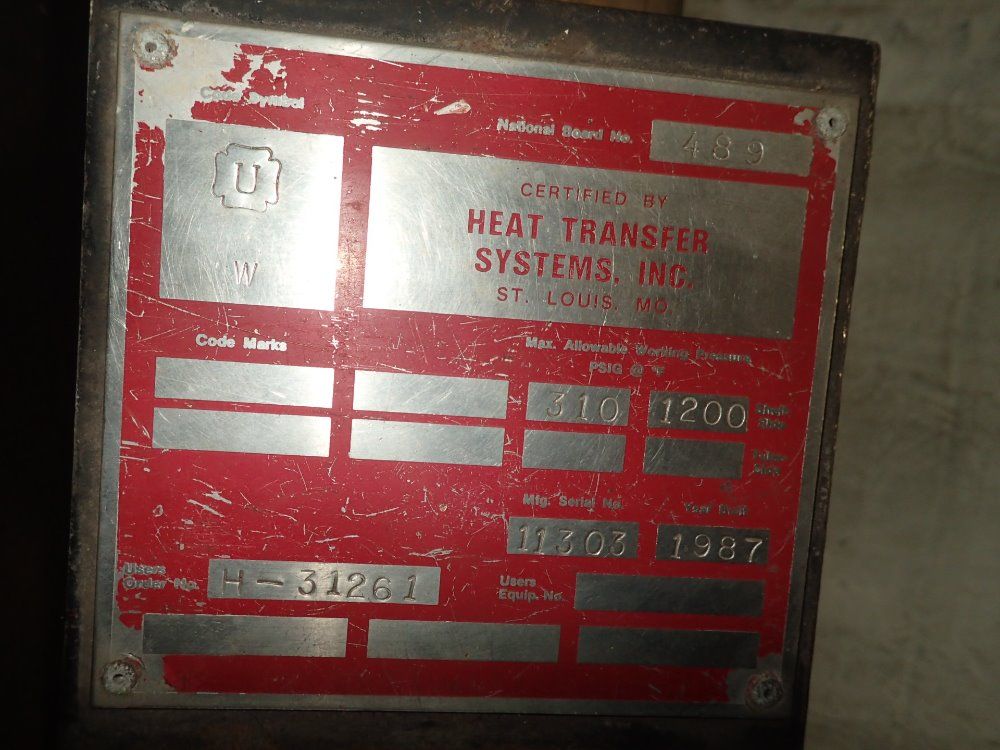 Code Symbol
National Board No. 489
U
W
CERTIFIED BY
HEAT TRANSFER
SYSTEMS, INC.
ST. LOUIS, MO.
Code Marks
Max. Allowable Working Pressure
PSIG @ °F
310 1200 Shell
Side
Tube
Side
Mfg. Serial No. Year Built
11303 1987
Users
Order No. H-31261
Users
Equip. No.